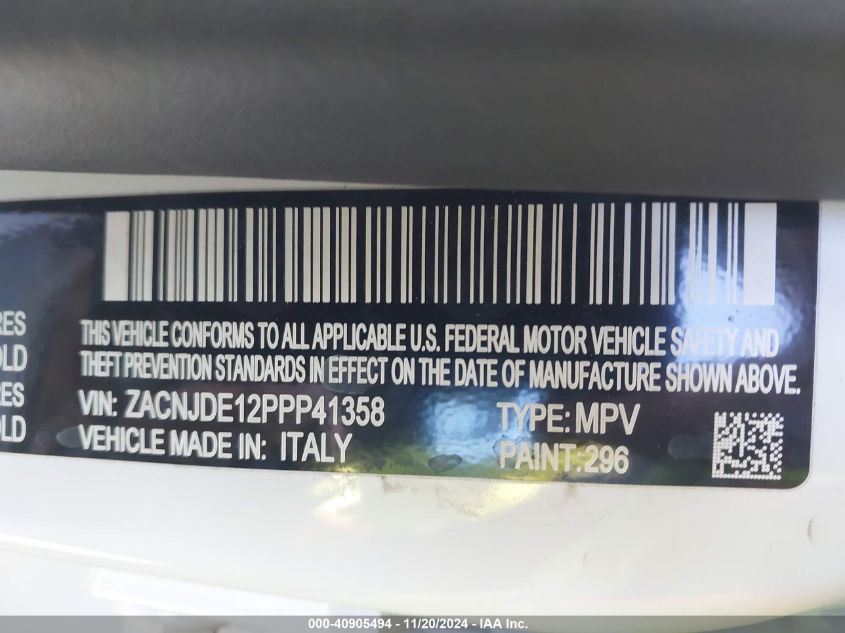 RES
OLD
RES
OLD
THIS VEHICLE CONFORMS TO ALL APPLICABLE U.S. FEDERAL MOTOR VEHICLE SAFETY AND
THEFT PREVENTION STANDARDS IN EFFECT ON THE DATE OF MANUFACTURE SHOWN ABOVE.
VIN: ZACNJDE12PPP41358 TYPE: MPV
VEHICLE MADE IN: ITALY PAINT:296
000-40905494 - 11/20/2024 - IAA Inc.